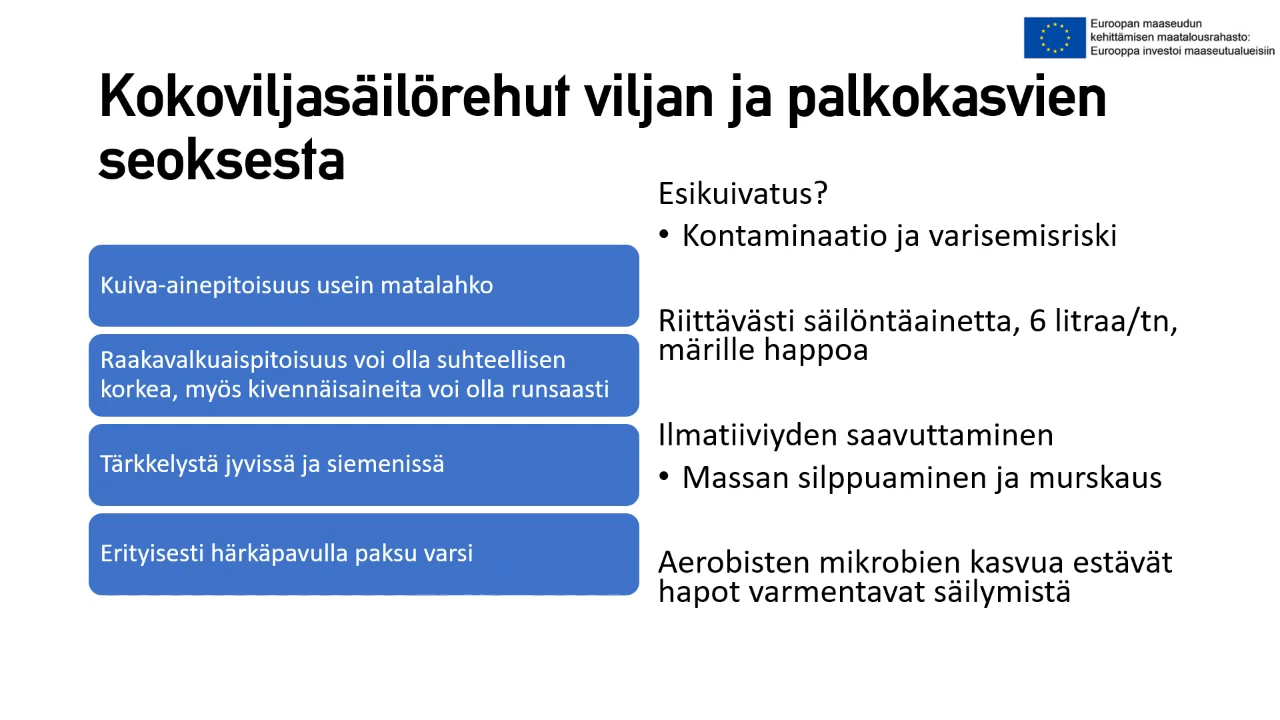 Euroopan maaseudun
kehittämisen maatalousrahasto:
Eurooppa investoi maaseutualueisiin
Kokoviljasäilörehut viljan ja palkokasvien
seoksesta
Kuiva-ainepitoisuus usein matalahko
Raakavalkuaispitoisuus voi olla suhteellisen
korkea, myös kivennäisaineita voi olla runsaasti
Tärkkelystä jyvissä ja siemenissä
Erityisesti härkäpavulla paksu varsi
Esikuivatus?
• Kontaminaatio ja varisemisriski
Riittävästi säilöntäainetta, 6 litraa/tn,
märille happoa
Ilmatiiviyden saavuttaminen
• Massan silppuaminen ja murskaus
Aerobisten mikrobien kasvua estävät
hapot varmentavat säilymistä